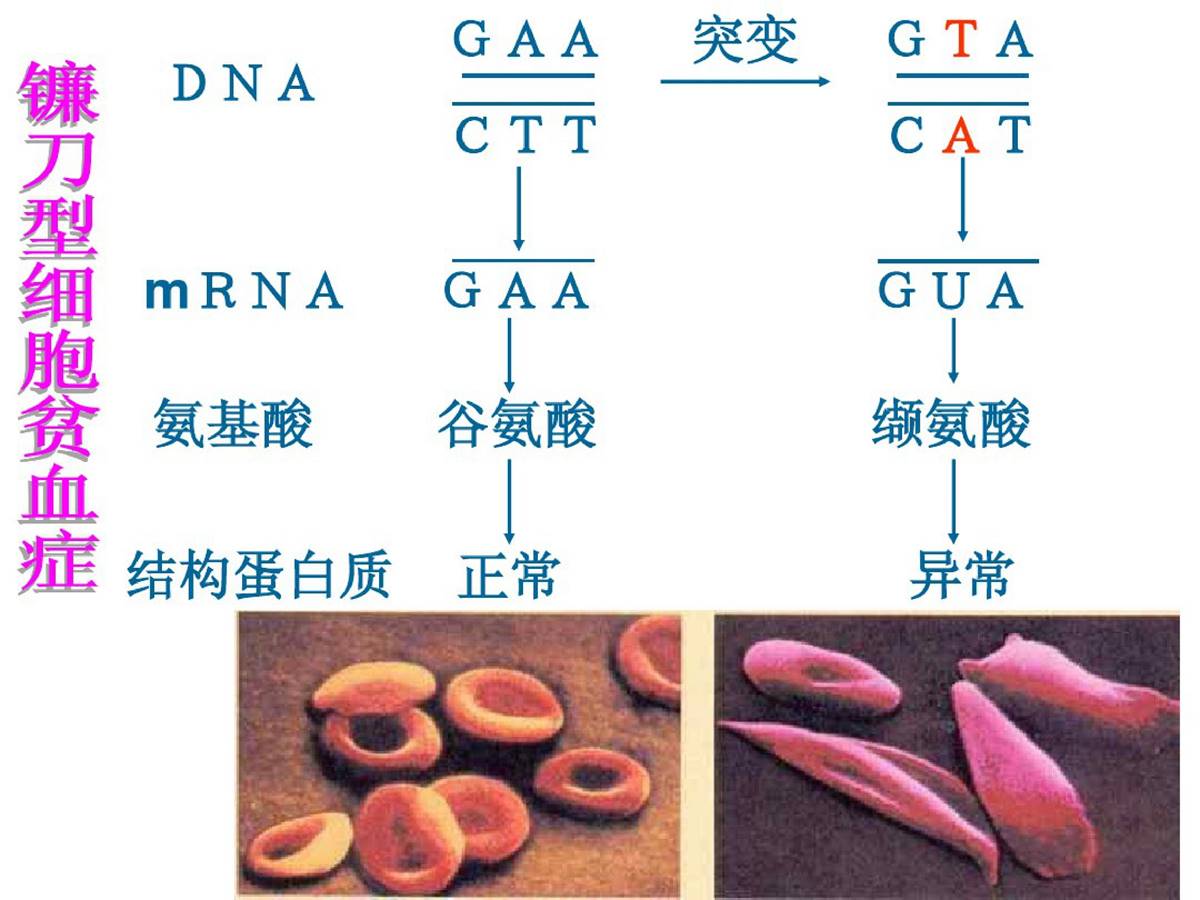 镰刀型细胞贫血症
GAA 突变 GTA
DNA
CTT CAT
mRNA GAA GUA
氨基酸 谷氨酸 缬氨酸
结构蛋白质 正常 异常